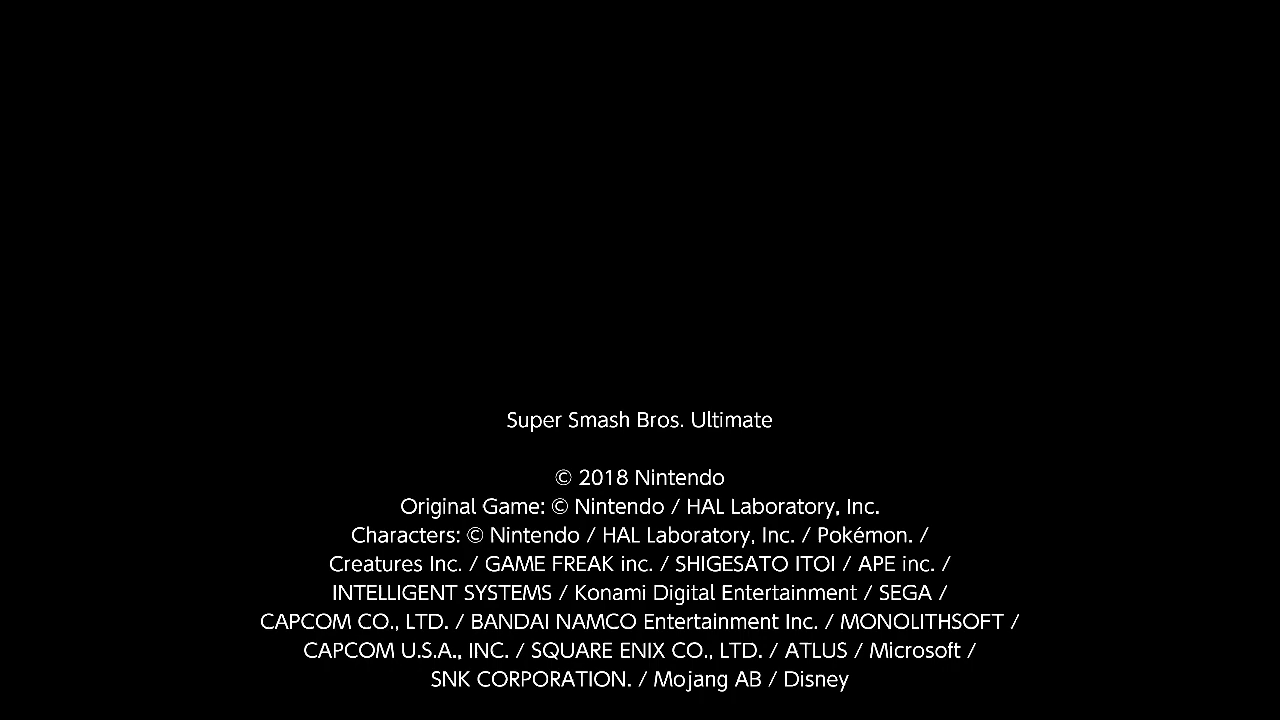 Super Smash Bros. Ultimate
© 2018 Nintendo
Original Game: © Nintendo / HAL Laboratory, Inc.
Characters: © Nintendo / HAL Laboratory, Inc. / Pokémon. /
Creatures Inc. / GAME FREAK inc. / SHIGESATO ITOI / APE inc. /
INTELLIGENT SYSTEMS / Konami Digital Entertainment / SEGA /
CAPCOM CO., LTD. / BANDAI NAMCO Entertainment Inc. / MONOLITHSOFT /
CAPCOM U.S.A., INC. / SQUARE ENIX CO., LTD. / ATLUS / Microsoft /
SNK CORPORATION. / Mojang AB / Disney